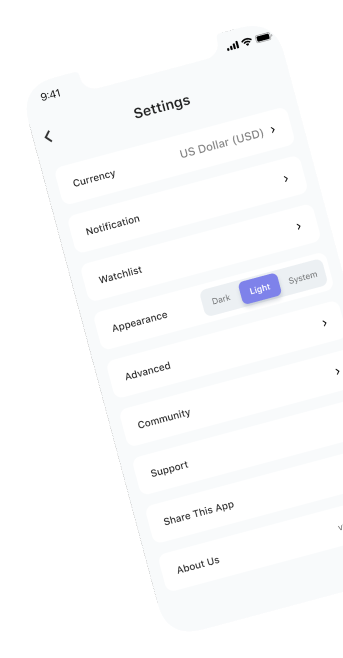 9:41
Settings
Currency US Dollar (USD)
Notification
Watchlist
Appearance Dark Light System
Advanced
Community
Support
Share This App
About Us